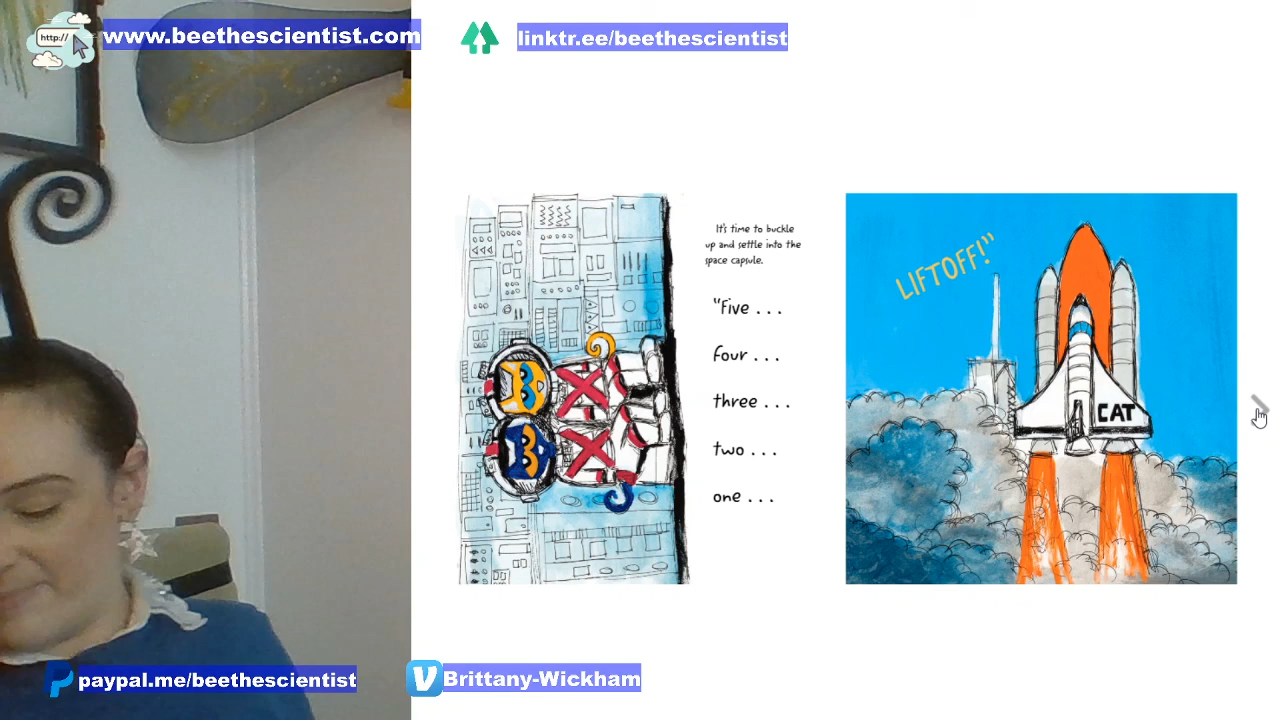 http://
www.beethescientist.com
linktr.ee/beethescientist
It's time to buckle
up and settle into the
space capsule.
"Five . . .
four . . .
three . . .
two . . .
one . . .
LIFTOFF!"
CAT
paypal.me/beethescientist
Brittany-Wickham